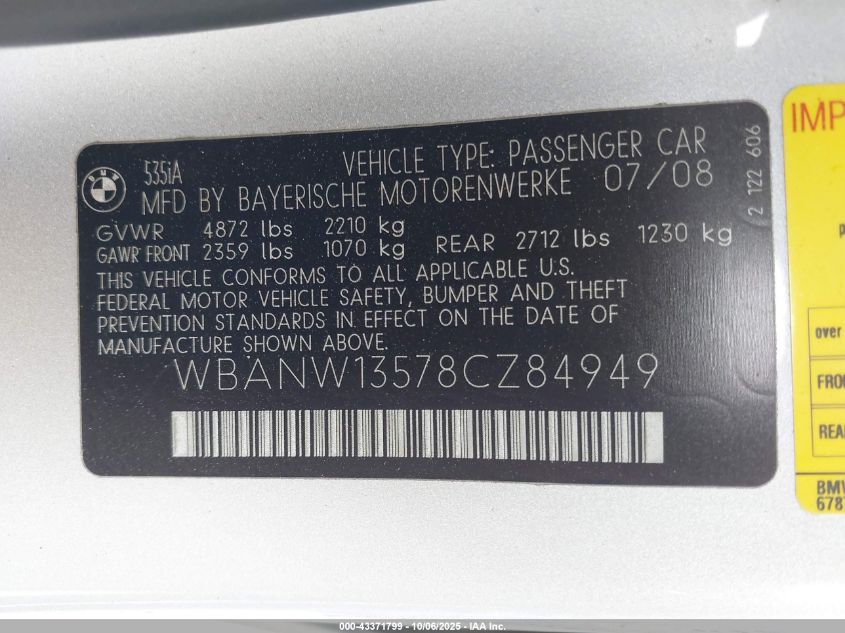 BMW
535iA
VEHICLE TYPE: PASSENGER CAR
MFD BY BAYERISCHE MOTORENWERKE 07/08
GVWR 4872 lbs 2210 kg
GAWR FRONT 2359 lbs 1070 kg REAR 2712 lbs 1230 kg
THIS VEHICLE CONFORMS TO ALL APPLICABLE U.S.
FEDERAL MOTOR VEHICLE SAFETY, BUMPER AND THEFT
PREVENTION STANDARDS IN EFFECT ON THE DATE OF
MANUFACTURE SHOWN ABOVE.
WBANW13578CZ84949
2 122 606
IMP
over
FRO
REA
BMW
678
000-43371799 - 10/06/2025 - IAA Inc.